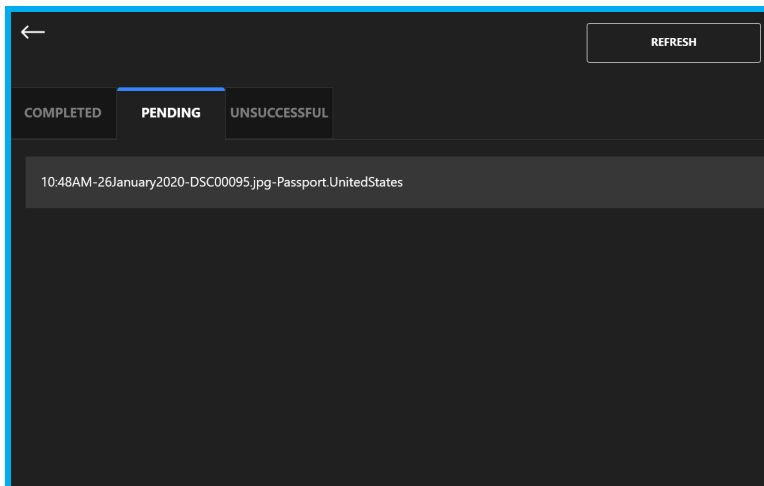 REFRESH
COMPLETED PENDING UNSUCCESSFUL
10:48AM-26January2020-DSC00095.jpg-Passport.UnitedStates